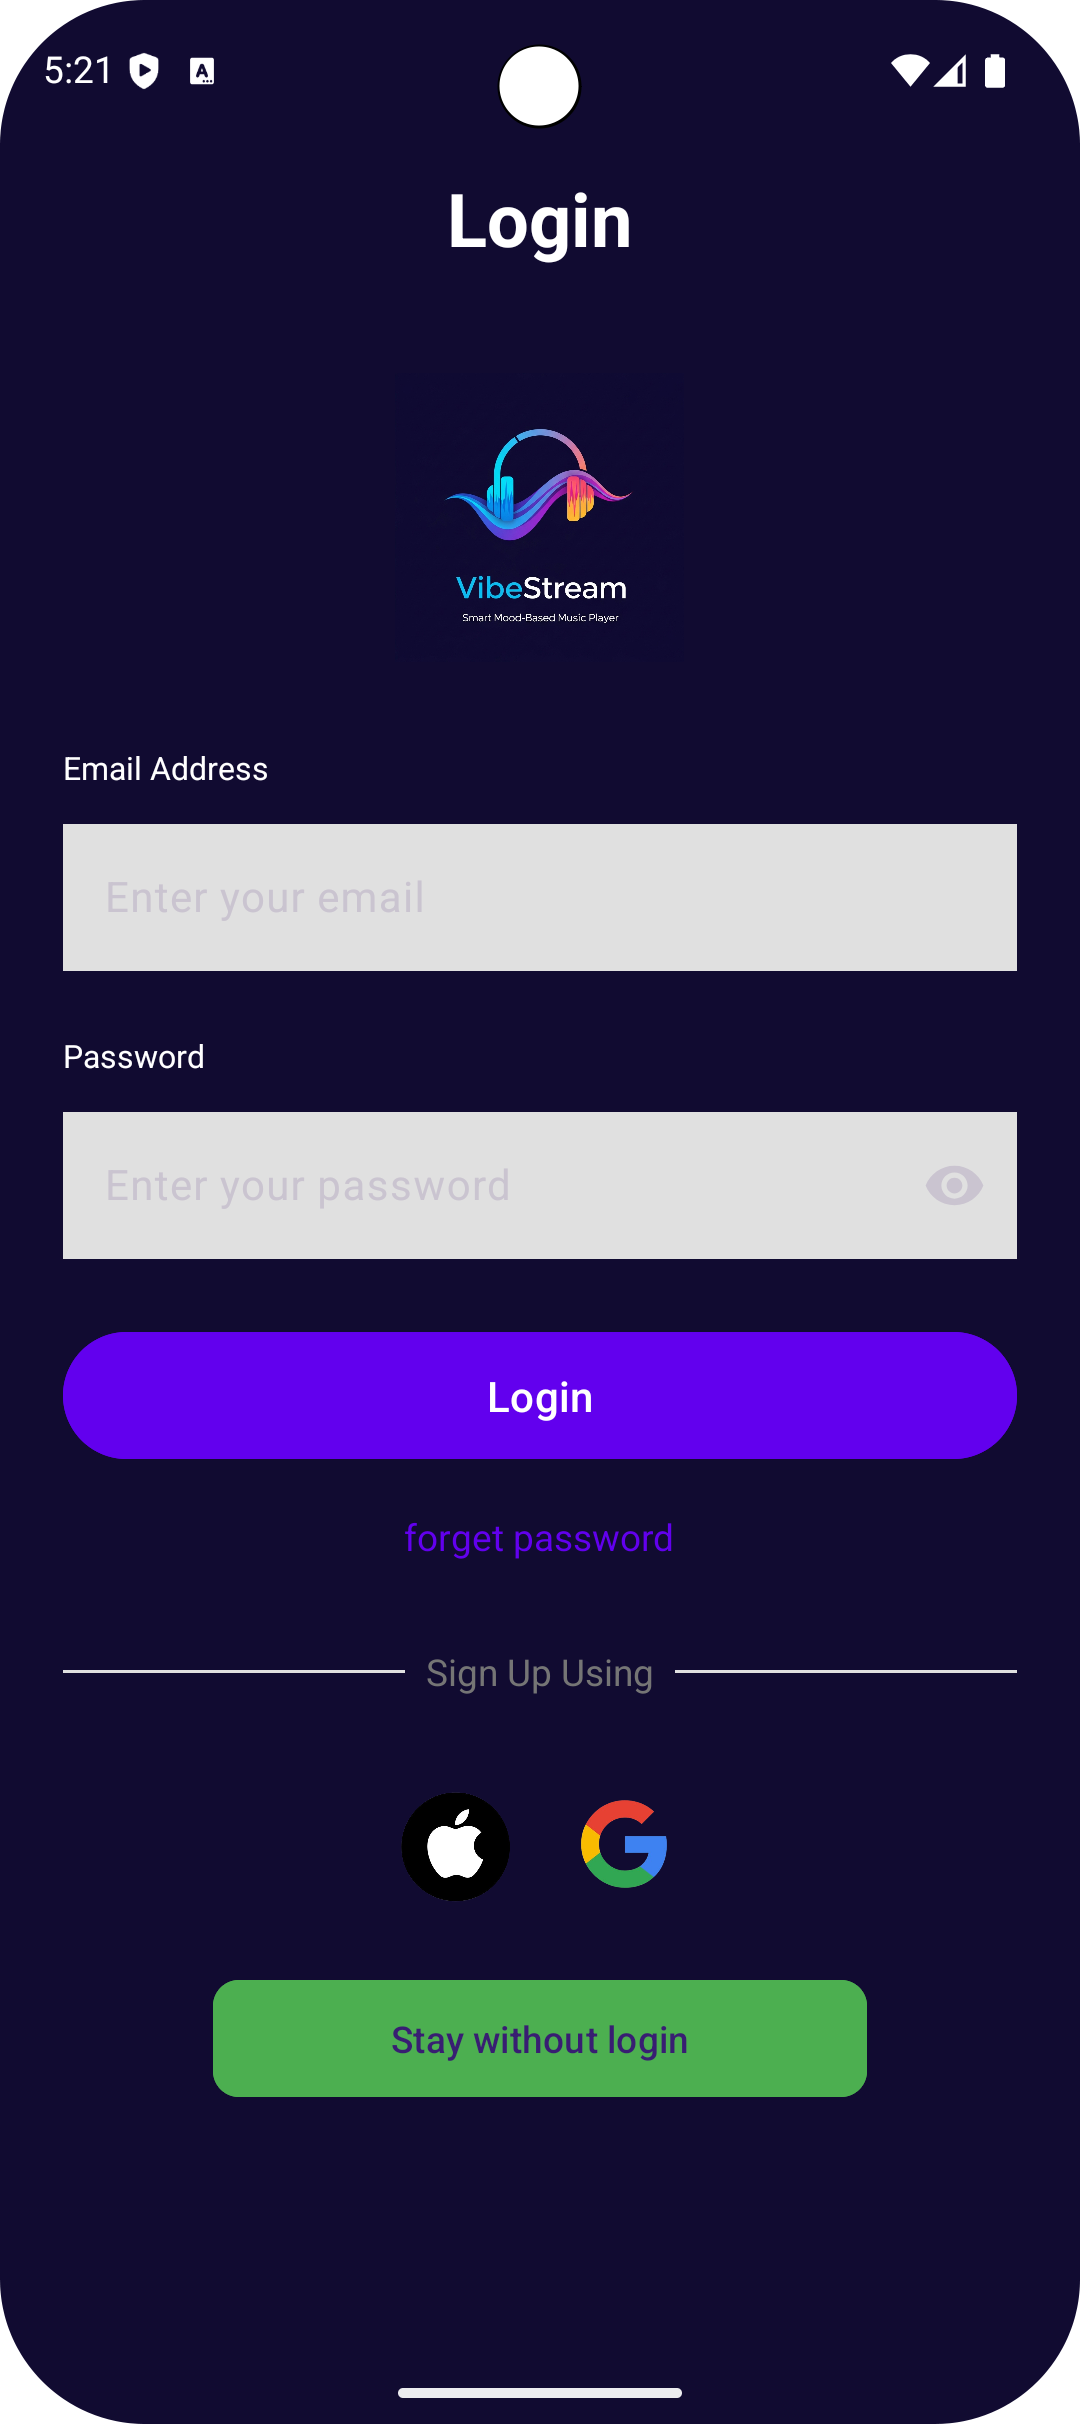 5:21
Login
VibeStream
Smart Mood-Based Music Player
Email Address
Enter your email
Password
Enter your password
Login
forget password
Sign Up Using
Stay without login